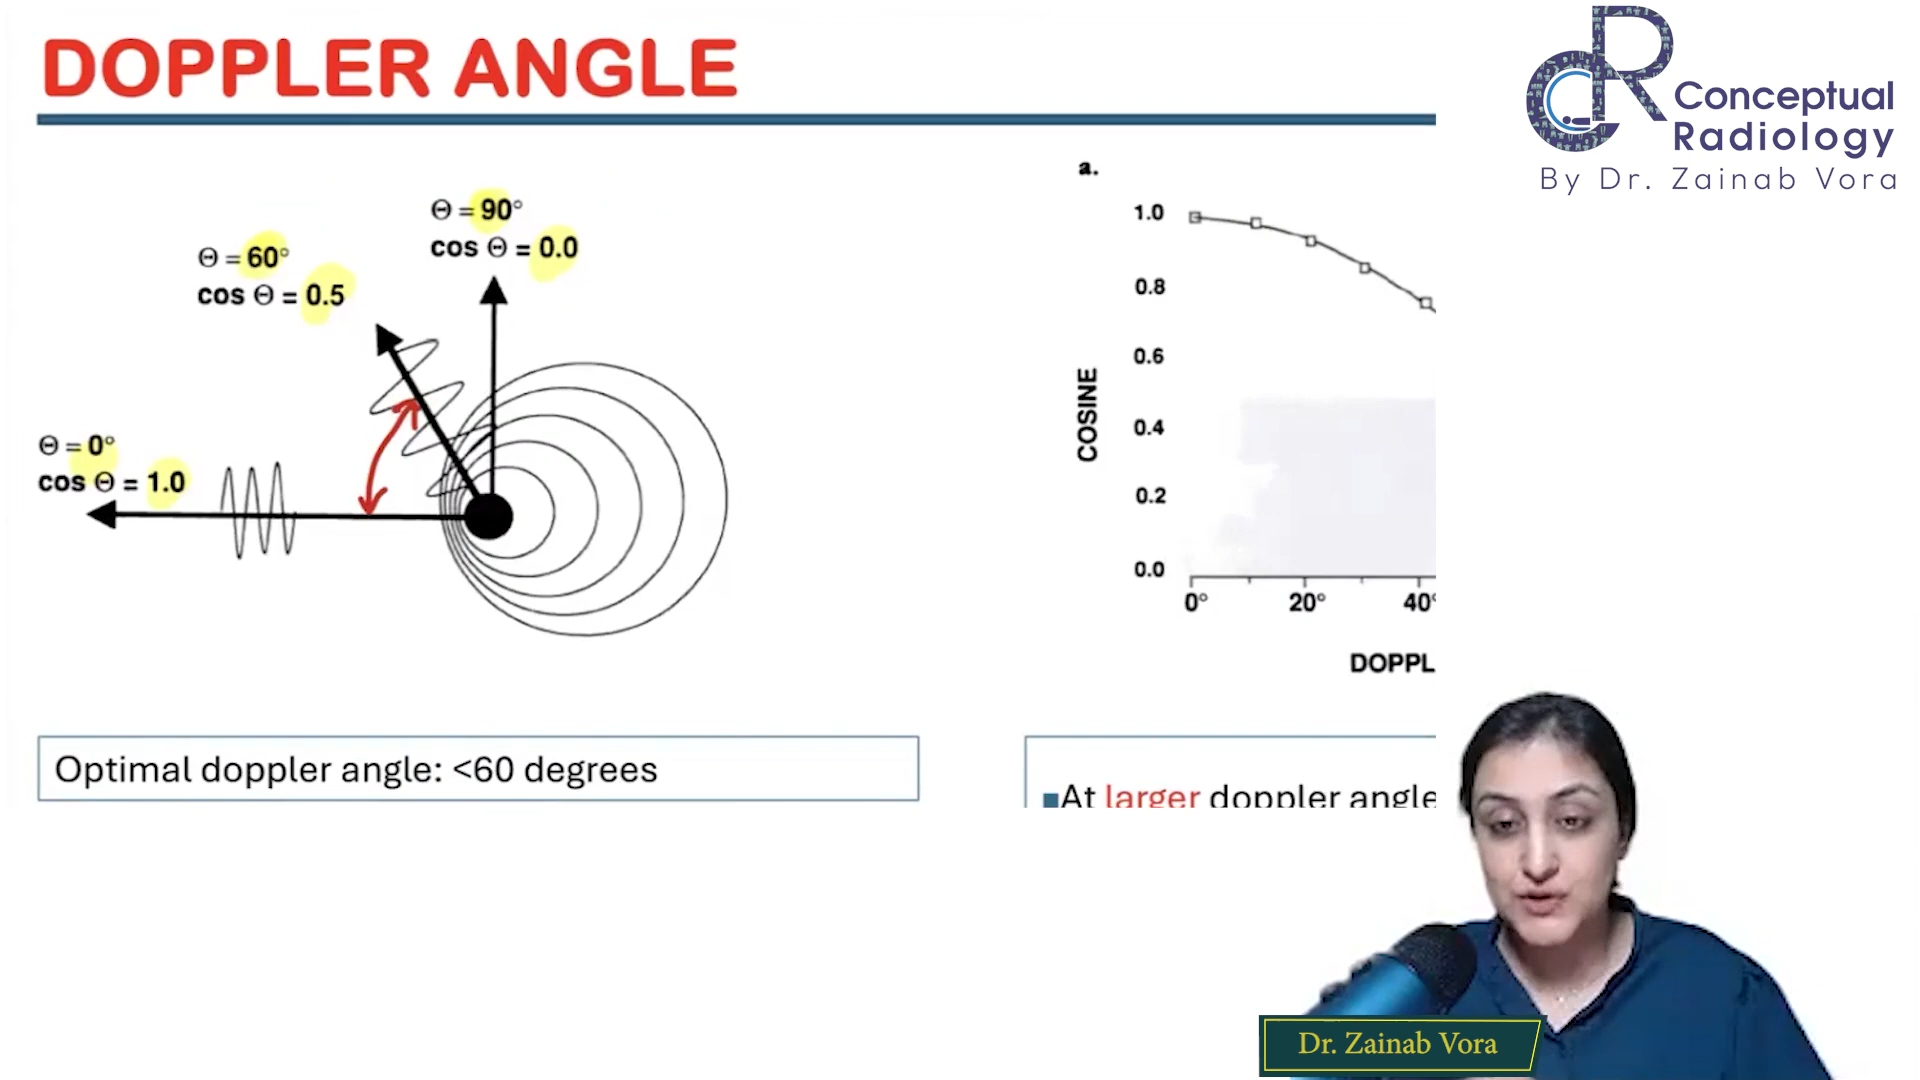 DOPPLER ANGLE
Conceptual
Radiology
By Dr. Zainab Vora
Θ = 90°
cos Θ = 0.0
Θ = 60°
cos Θ = 0.5
Θ = 0°
cos Θ = 1.0
a.
1.0
0.8
0.6
0.4
0.2
0.0
COSINE
0° 20° 40°
DOPPL
Optimal doppler angle: <60 degrees
▪At larger doppler angle
Dr. Zainab Vora